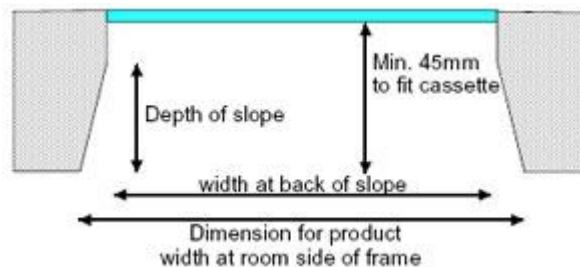 Min. 45mm
to fit cassette
Depth of slope
width at back of slope
Dimension for product
width at room side of frame